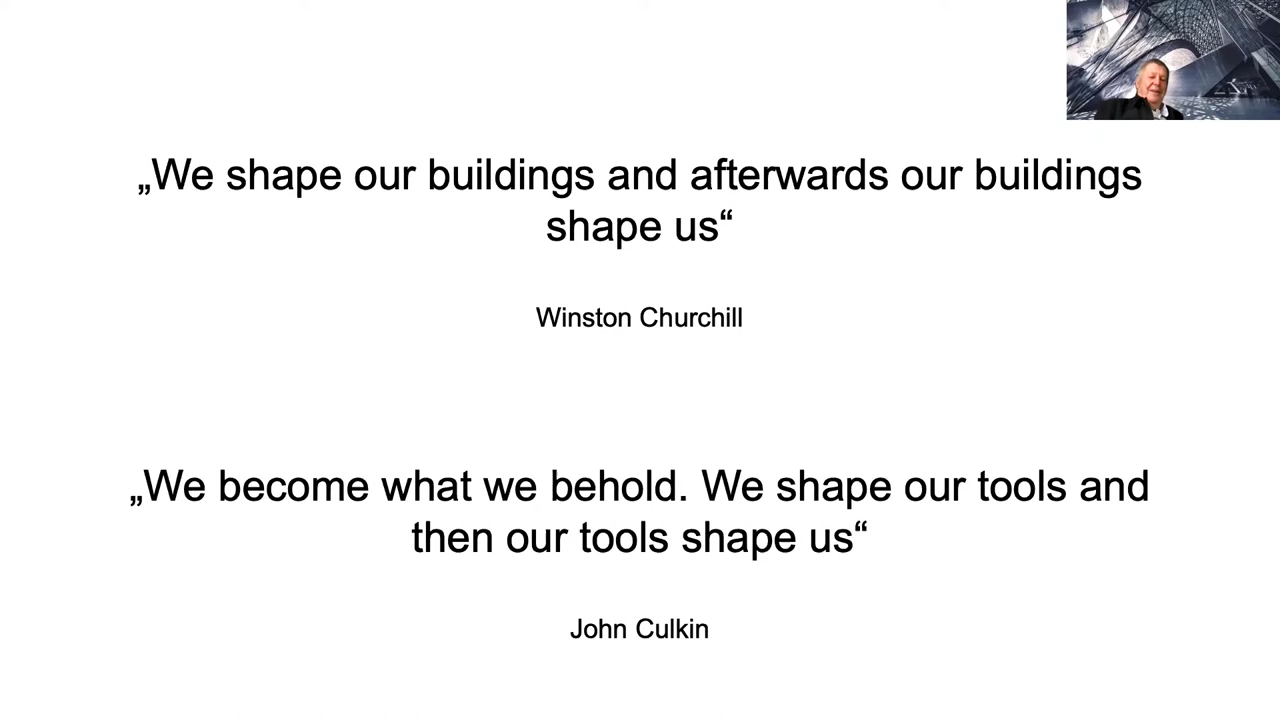 „We shape our buildings and afterwards our buildings
shape us“
Winston Churchill
„We become what we behold. We shape our tools and
then our tools shape us“
John Culkin